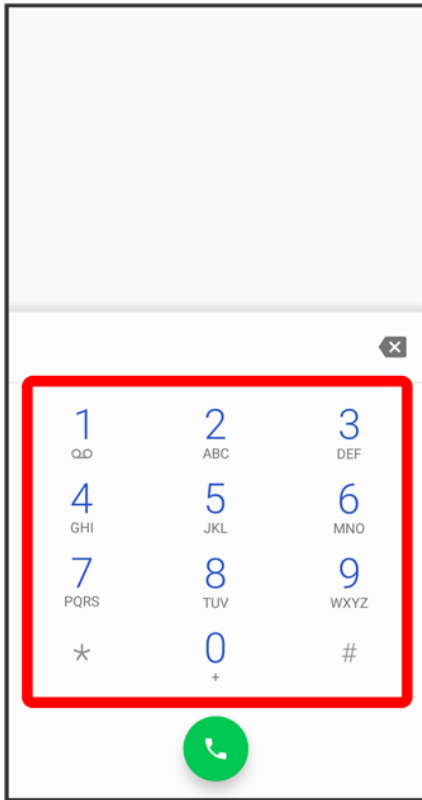 1 2 3
ABC DEF
4 5 6
GHI JKL MNO
7 8 9
PQRS TUV WXYZ
* 0 #
+